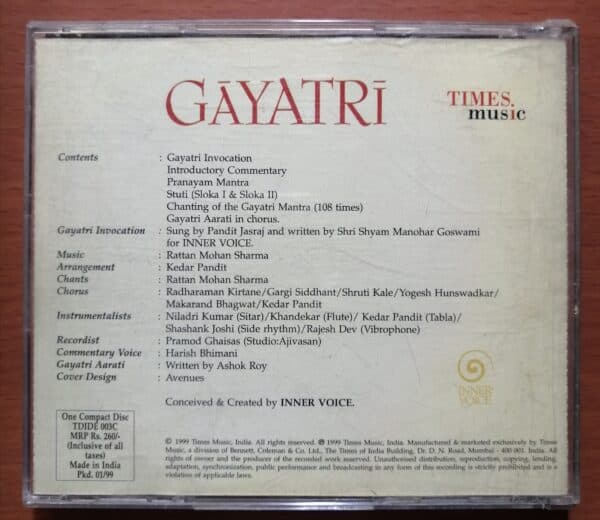 GĀYATRĪ
TIMES.
music
Contents : Gayatri Invocation
Introductory Commentary
Pranayam Mantra
Stuti (Sloka I & Sloka II)
Chanting of the Gayatri Mantra (108 times)
Gayatri Aarati in chorus.
Gayatri Invocation : Sung by Pandit Jasraj and written by Shri Shyam Manohar Goswami
for INNER VOICE.
Music : Rattan Mohan Sharma
Arrangement : Kedar Pandit
Chants : Rattan Mohan Sharma
Chorus : Radharaman Kirtane/Gargi Siddhant/Shruti Kale/Yogesh Hunswadkar/
Makarand Bhagwat/Kedar Pandit
Instrumentalists : Niladri Kumar (Sitar)/Khandekar (Flute)/ Kedar Pandit (Tabla)/
Shashank Joshi (Side rhythm)/Rajesh Dev (Vibrophone)
Recordist : Pramod Ghaisas (Studio:Ajivasan)
Commentary Voice : Harish Bhimani
Gayatri Aarati : Written by Ashok Roy
Cover Design : Avenues
Conceived & Created by INNER VOICE.
INNER
VOICE
One Compact Disc
TDIDE 003C
MRP Rs. 260/-
(Inclusive of all
taxes)
Made in India
Pkd. 01/99
© 1999 Times Music, India. All rights reserved. ℗ 1999 Times Music, India. Manufactured & marketed exclusively by Times
Music, a division of Bennett, Coleman & Co. Ltd., The Times of India Building, Dr. D. N. Road, Mumbai - 400 001. India. All
rights of owner and the producer of the recorded work reserved. Unauthorised distribution, reproduction, copying, lending,
adaptation, synchronization, public performance and broadcasting in any form of this recording is strictly prohibited and is a
violation of applicable laws.